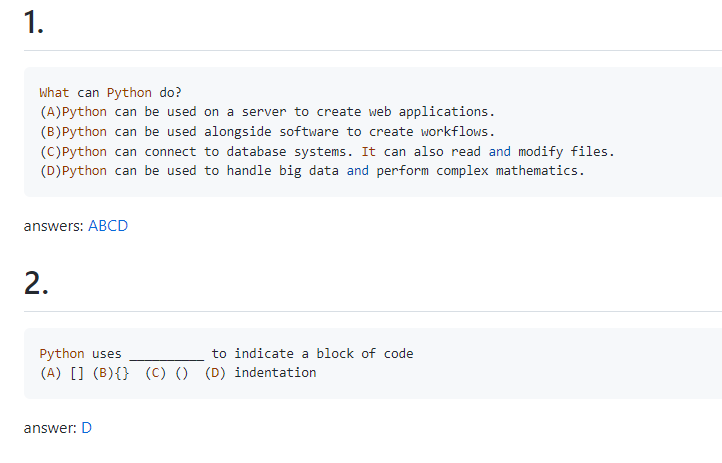 1.
What can Python do?
(A)Python can be used on a server to create web applications.
(B)Python can be used alongside software to create workflows.
(C)Python can connect to database systems. It can also read and modify files.
(D)Python can be used to handle big data and perform complex mathematics.
answers: ABCD
2.
Python uses __________ to indicate a block of code
(A) [] (B){}  (C) ()  (D) indentation
answer: D